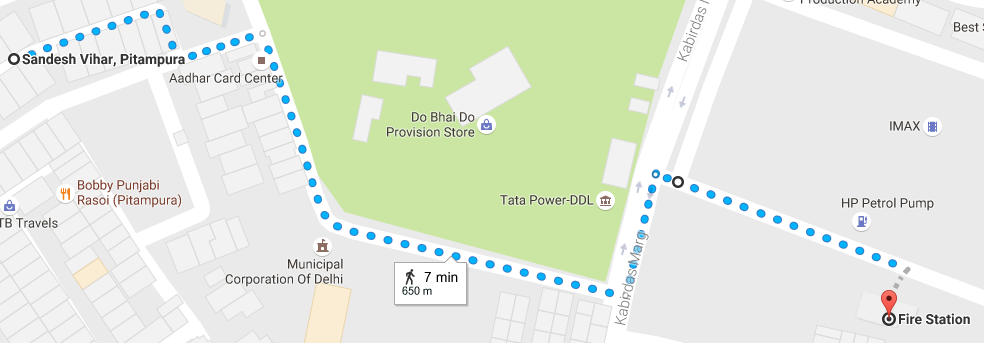 Production Academy
Best S
Kabirdas M
Sandesh Vihar, Pitampura
Aadhar Card Center
Do Bhai Do
Provision Store
IMAX
Bobby Punjabi
Rasoi (Pitampura)
TB Travels
Tata Power-DDL
HP Petrol Pump
Municipal
Corporation Of Delhi
Kabirdas Marg
7 min
650 m
Fire Station